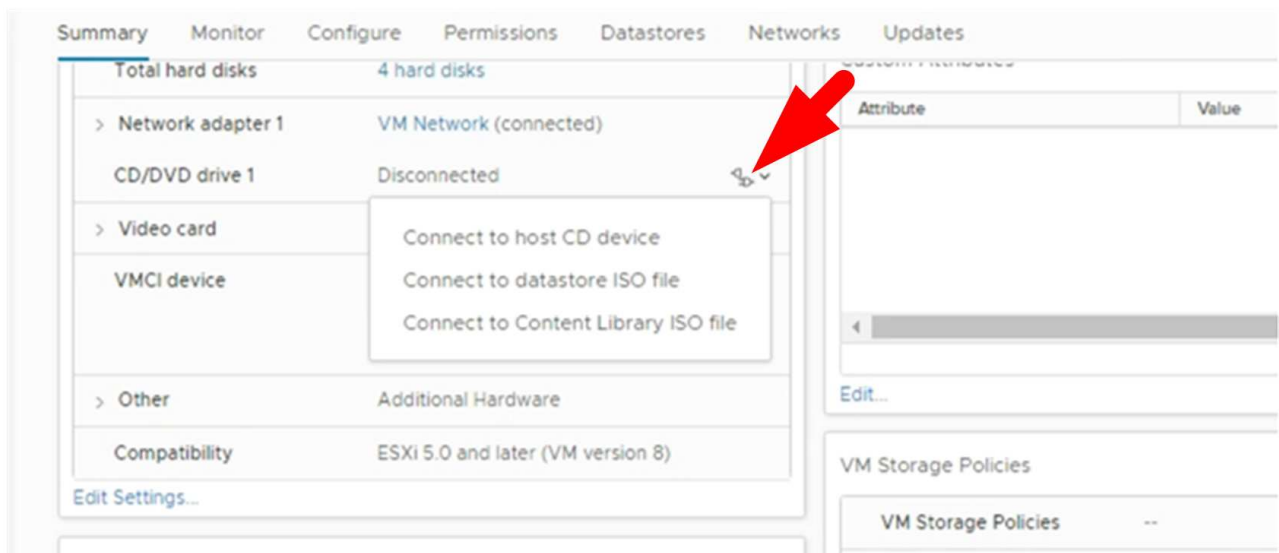 Summary Monitor Configure Permissions Datastores Networks Updates
Total hard disks 4 hard disks
> Network adapter 1 VM Network (connected)
CD/DVD drive 1 Disconnected
> Video card
Connect to host CD device
Connect to datastore ISO file
Connect to Content Library ISO file
VMCI device
> Other Additional Hardware
Compatibility ESXi 5.0 and later (VM version 8)
Edit Settings...
Custom Attributes
Attribute Value
Edit...
VM Storage Policies
VM Storage Policies --